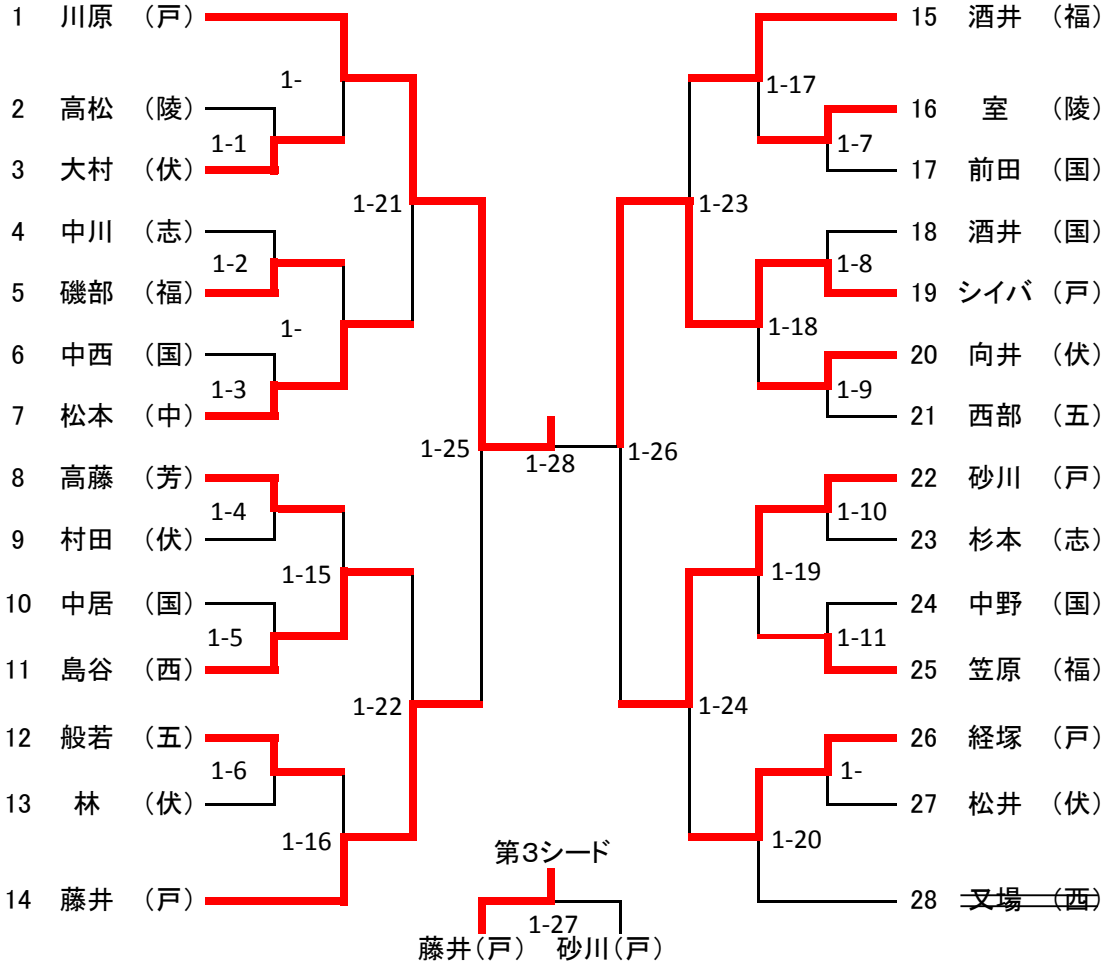 1 川原 （戸）
1-
2 高松 （陵）
1-1
3 大村 （伏）
1-21
4 中川 （志）
1-2
5 磯部 （福）
1-
6 中西 （国）
1-3
7 松本 （中）
1-25
8 高藤 （芳）
1-4
9 村田 （伏）
1-15
10 中居 （国）
1-5
11 島谷 （西）
1-22
12 般若 （五）
1-6
13 林 （伏）
1-16
14 藤井 （戸）
1-28
15 酒井 （福）
1-17
16 室 （陵）
1-7
17 前田 （国）
1-23
18 酒井 （国）
1-8
19 シイバ （戸）
1-18
20 向井 （伏）
1-9
21 西部 （五）
1-26
22 砂川 （戸）
1-10
23 杉本 （志）
1-19
24 中野 （国）
1-11
25 笠原 （福）
1-24
26 経塚 （戸）
1-
27 松井 （伏）
1-20
28 又場 （西）
第3シード
1-27
藤井（戸） 砂川（戸）